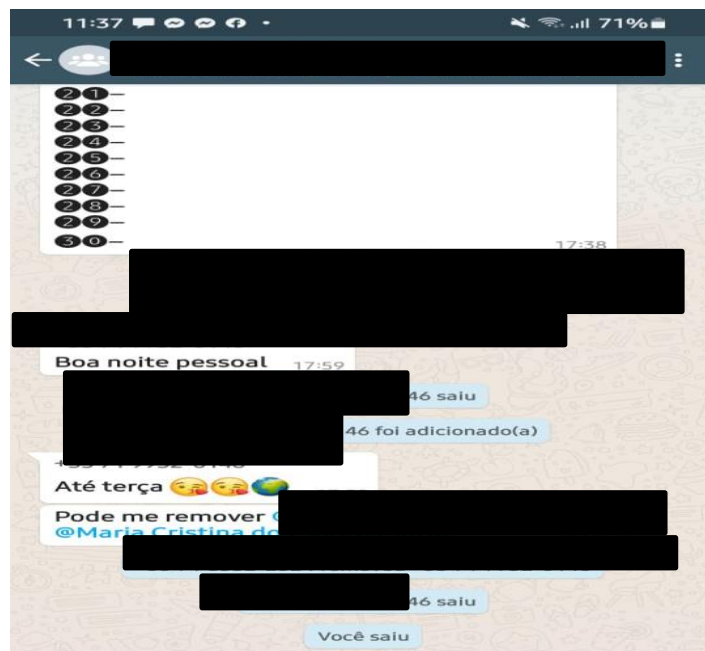 11:37
71%
21–
22–
23–
24–
25–
26–
27–
28–
29–
30–
17:38
Boa noite pessoal 17:59
46 saiu
46 foi adicionado(a)
Até terça 😘😘🌍
Pode me remover
@Maria Cristina do
46 saiu
Você saiu